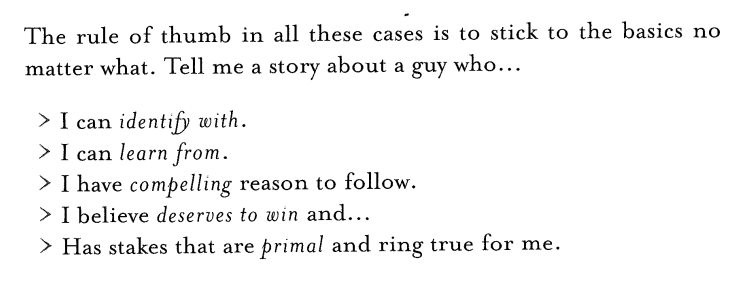 The rule of thumb in all these cases is to stick to the basics no
matter what. Tell me a story about a guy who...
> I can identify with.
> I can learn from.
> I have compelling reason to follow.
> I believe deserves to win and...
> Has stakes that are primal and ring true for me.